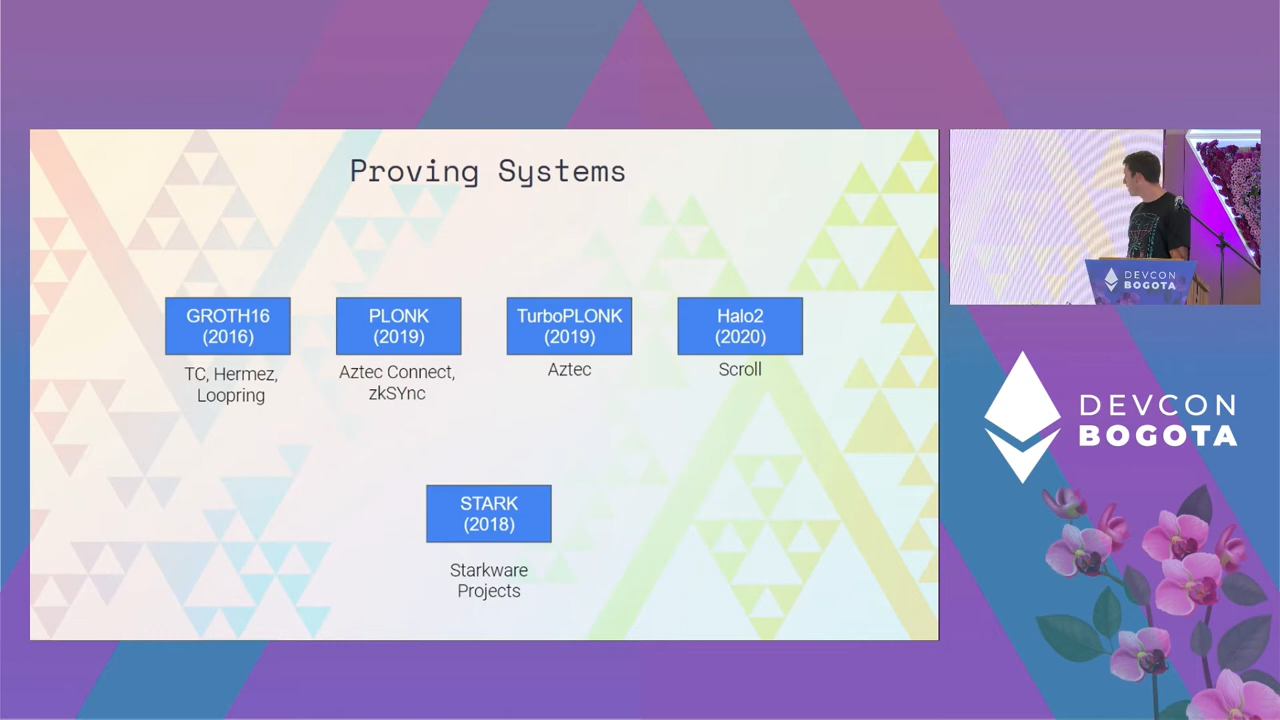 Proving Systems
GROTH16
(2016)
TC, Hermez,
Loopring
PLONK
(2019)
Aztec Connect,
zkSYnc
TurboPLONK
(2019)
Aztec
Halo2
(2020)
Scroll
STARK
(2018)
Starkware
Projects
DEVCON
BOGOTA
DEVCON
BOGOTA